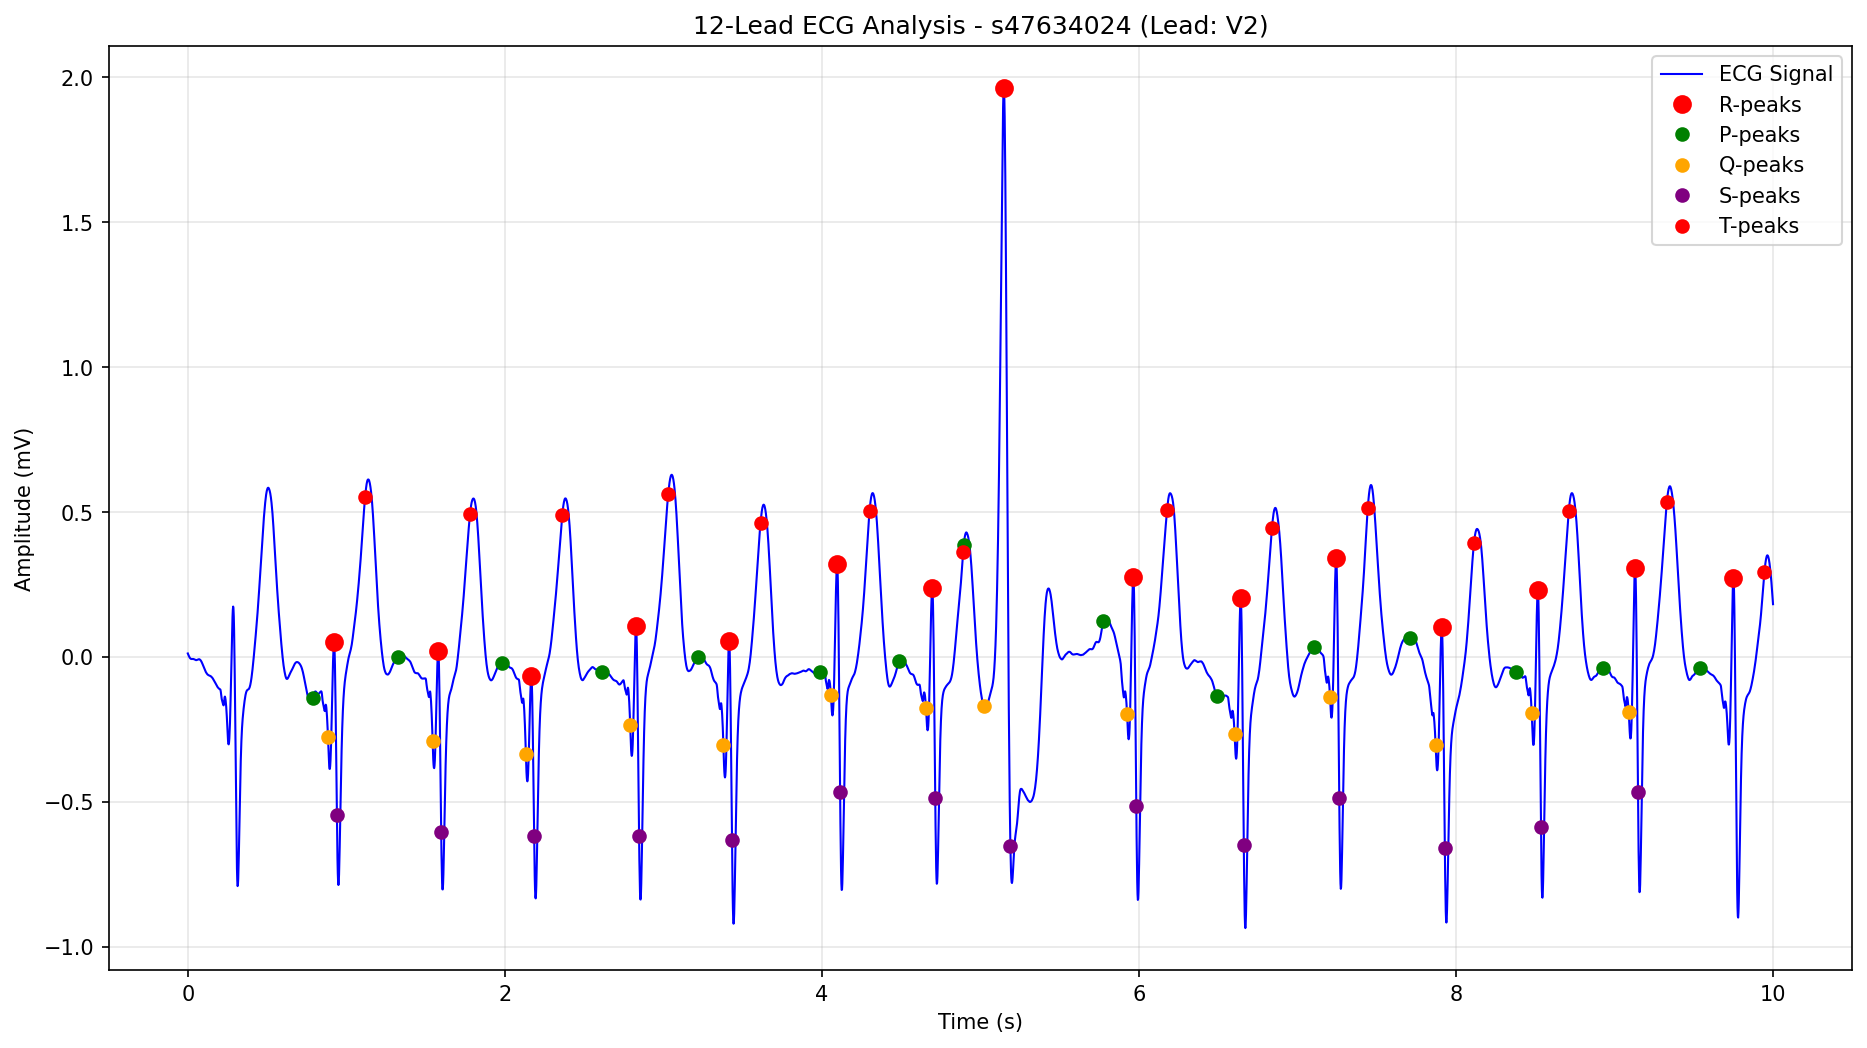 12-Lead ECG Analysis - s47634024 (Lead: V2)
ECG Signal
R-peaks
P-peaks
Q-peaks
S-peaks
T-peaks
Amplitude (mV)
2.0
1.5
1.0
0.5
0.0
−0.5
−1.0
0 2 4 6 8 10
Time (s)